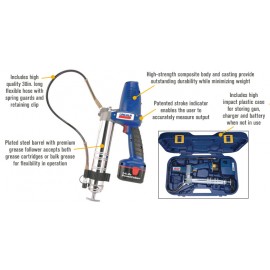 Includes high
quality 30in. long
flexible hose with
spring guards and
retaining clip
High-strength composite body and casting provide
outstanding durability while minimizing weight
Patented stroke indicator
enables the user to
accurately measure output
Includes high
impact plastic case
for storing gun,
charger and battery
when not in use
Plated steel barrel with premium
grease follower accepts both
grease cartridges or bulk grease
for flexibility in operation